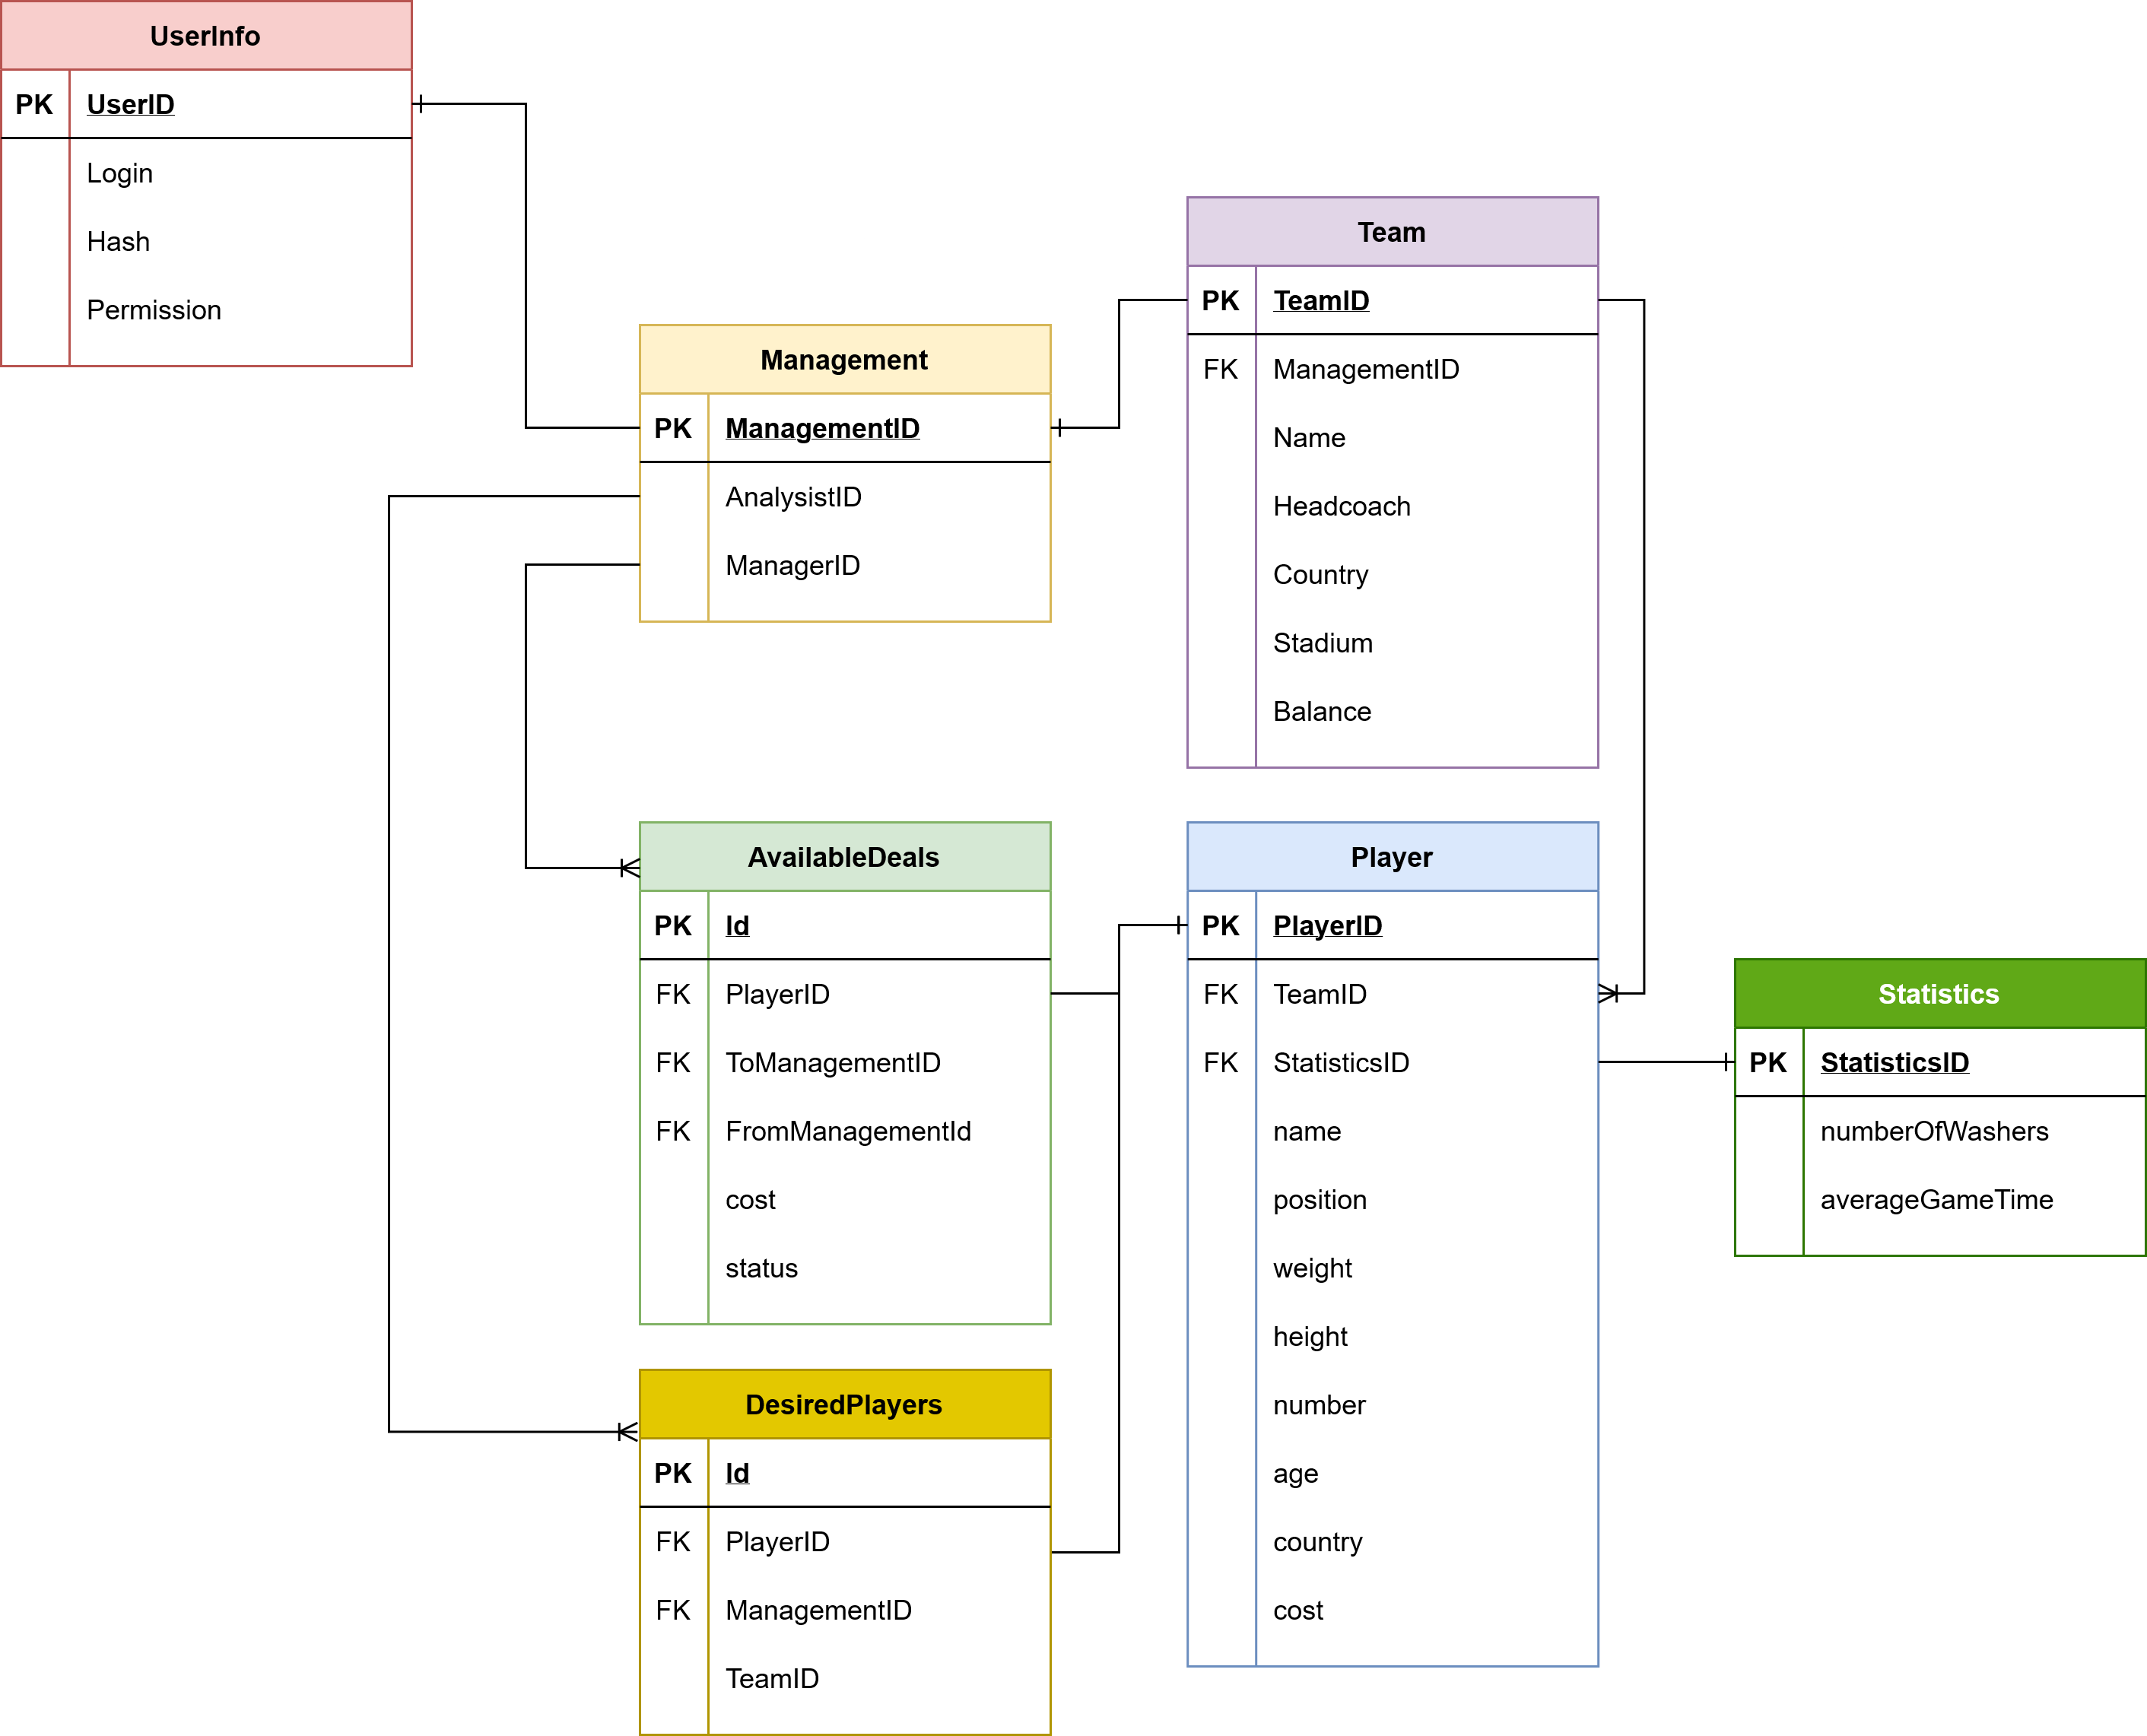 UserInfo
PK UserID
Login
Hash
Permission
Management
PK ManagementID
AnalysistID
ManagerID
Team
PK TeamID
FK ManagementID
Name
Headcoach
Country
Stadium
Balance
AvailableDeals
PK Id
FK PlayerID
FK ToManagementID
FK FromManagementId
cost
status
Player
PK PlayerID
FK TeamID
FK StatisticsID
name
position
weight
height
number
age
country
cost
Statistics
PK StatisticsID
numberOfWashers
averageGameTime
DesiredPlayers
PK Id
FK PlayerID
FK ManagementID
TeamID